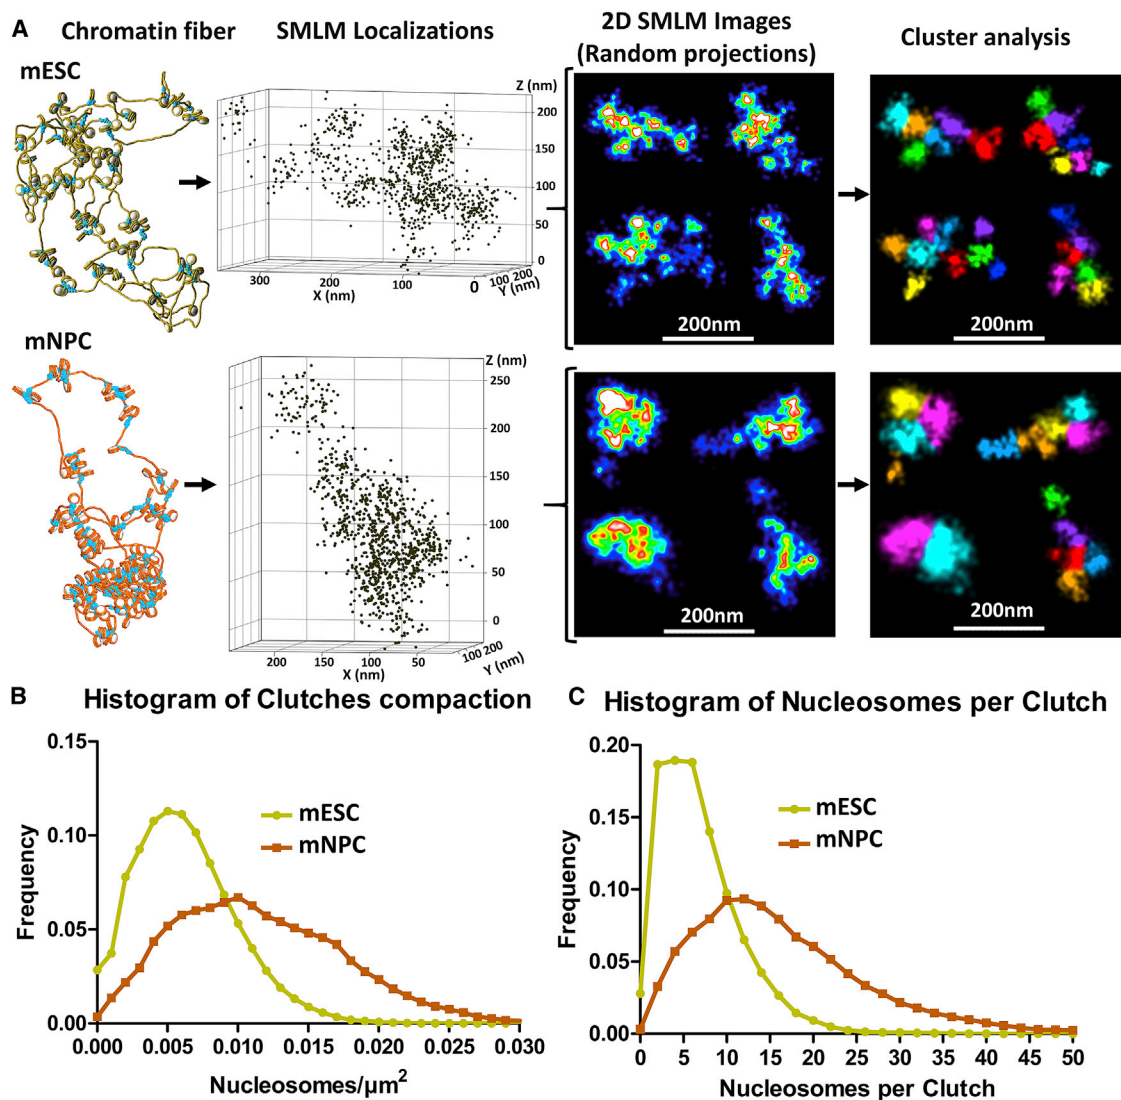 A
Chromatin fiber
SMLM Localizations
2D SMLM Images
(Random projections)
Cluster analysis
mESC
Z (nm)
200
150
100
50
0
300
200
100
0
X (nm)
100 200
Y (nm)
200nm
200nm
mNPC
Z (nm)
250
200
150
100
50
0
200
150
100
50
X (nm)
100 200
Y (nm)
200nm
200nm
B
Histogram of Clutches compaction
0.15
0.10
0.05
0.00
Frequency
mESC
mNPC
0.000
0.005
0.010
0.015
0.020
0.025
0.030
Nucleosomes/µm²
C
Histogram of Nucleosomes per Clutch
0.20
0.15
0.10
0.05
0.00
Frequency
mESC
mNPC
0
5
10
15
20
25
30
35
40
45
50
Nucleosomes per Clutch